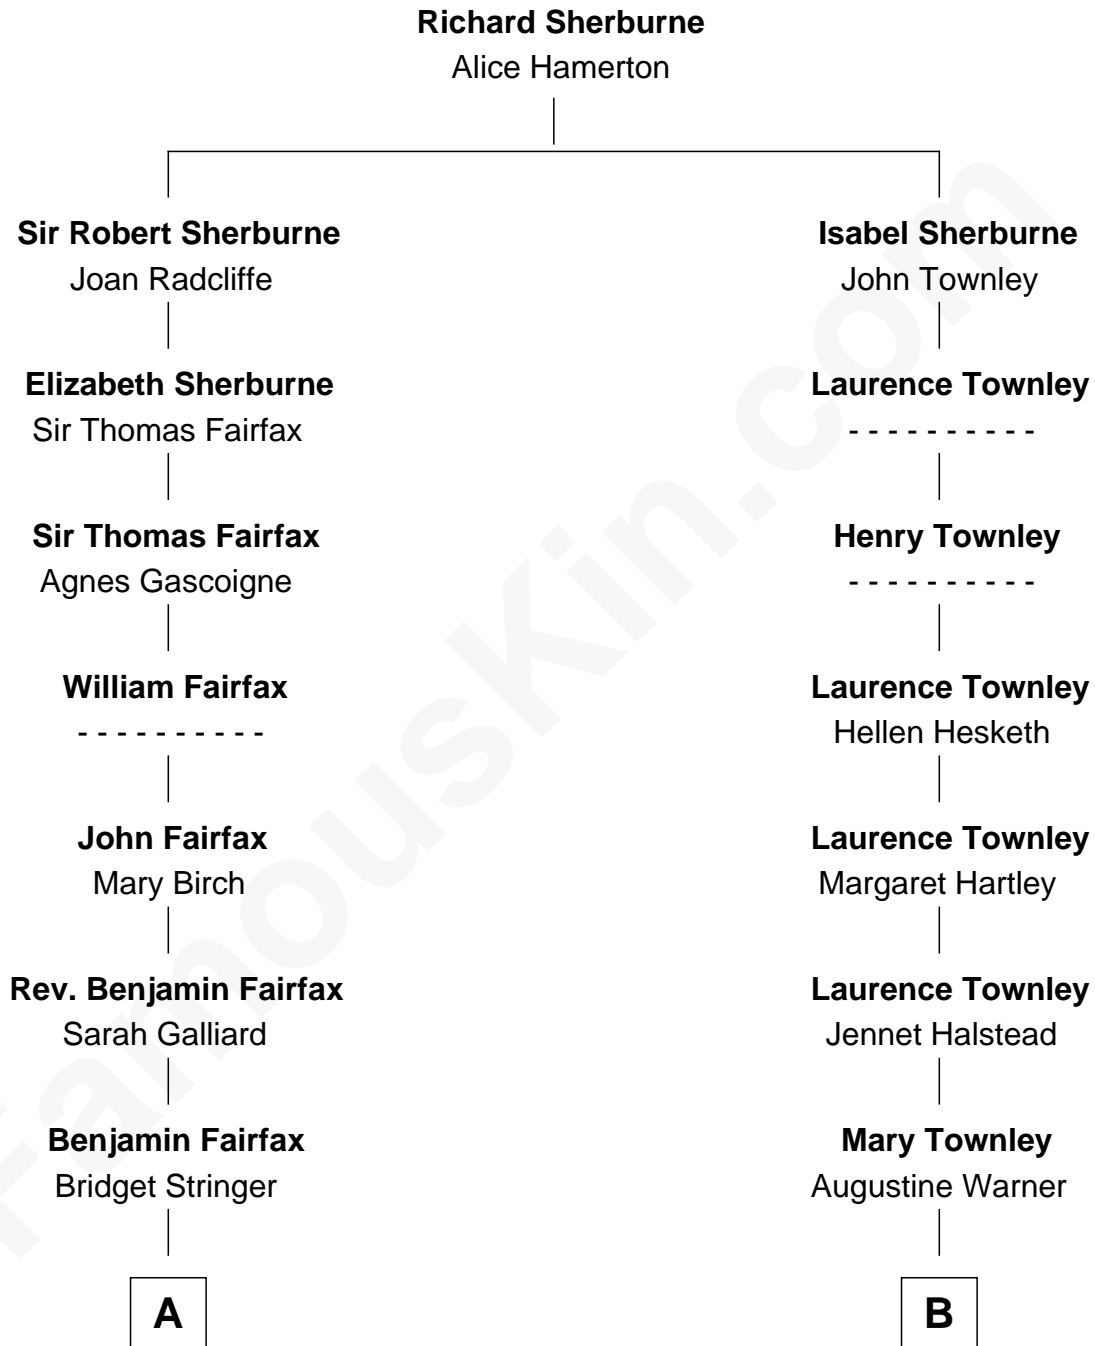 Richard Sherburne
Alice Hamerton
Sir Robert Sherburne
Joan Radcliffe
Isabel Sherburne
John Townley
Elizabeth Sherburne
Sir Thomas Fairfax
Laurence Townley
- - - - - - - - - -
Sir Thomas Fairfax
Agnes Gascoigne
Henry Townley
- - - - - - - - - -
William Fairfax
- - - - - - - - - -
Laurence Townley
Hellen Hesketh
John Fairfax
Mary Birch
Laurence Townley
Margaret Hartley
Rev. Benjamin Fairfax
Sarah Galliard
Laurence Townley
Jennet Halstead
Benjamin Fairfax
Bridget Stringer
Mary Townley
Augustine Warner
A
B
FamousKin.com